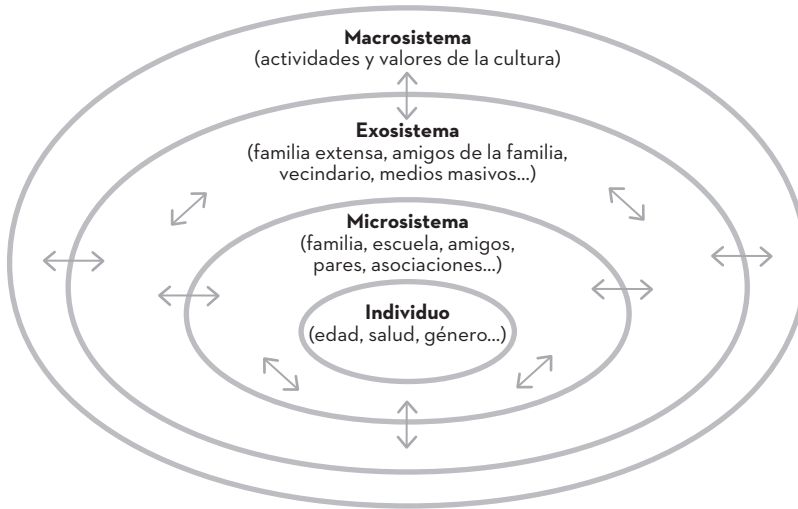 Macrosistema
(actividades y valores de la cultura)
Exosistema
(familia extensa, amigos de la familia,
vecindario, medios masivos...)
Microsistema
(familia, escuela, amigos,
pares, asociaciones...)
Individuo
(edad, salud, género...)